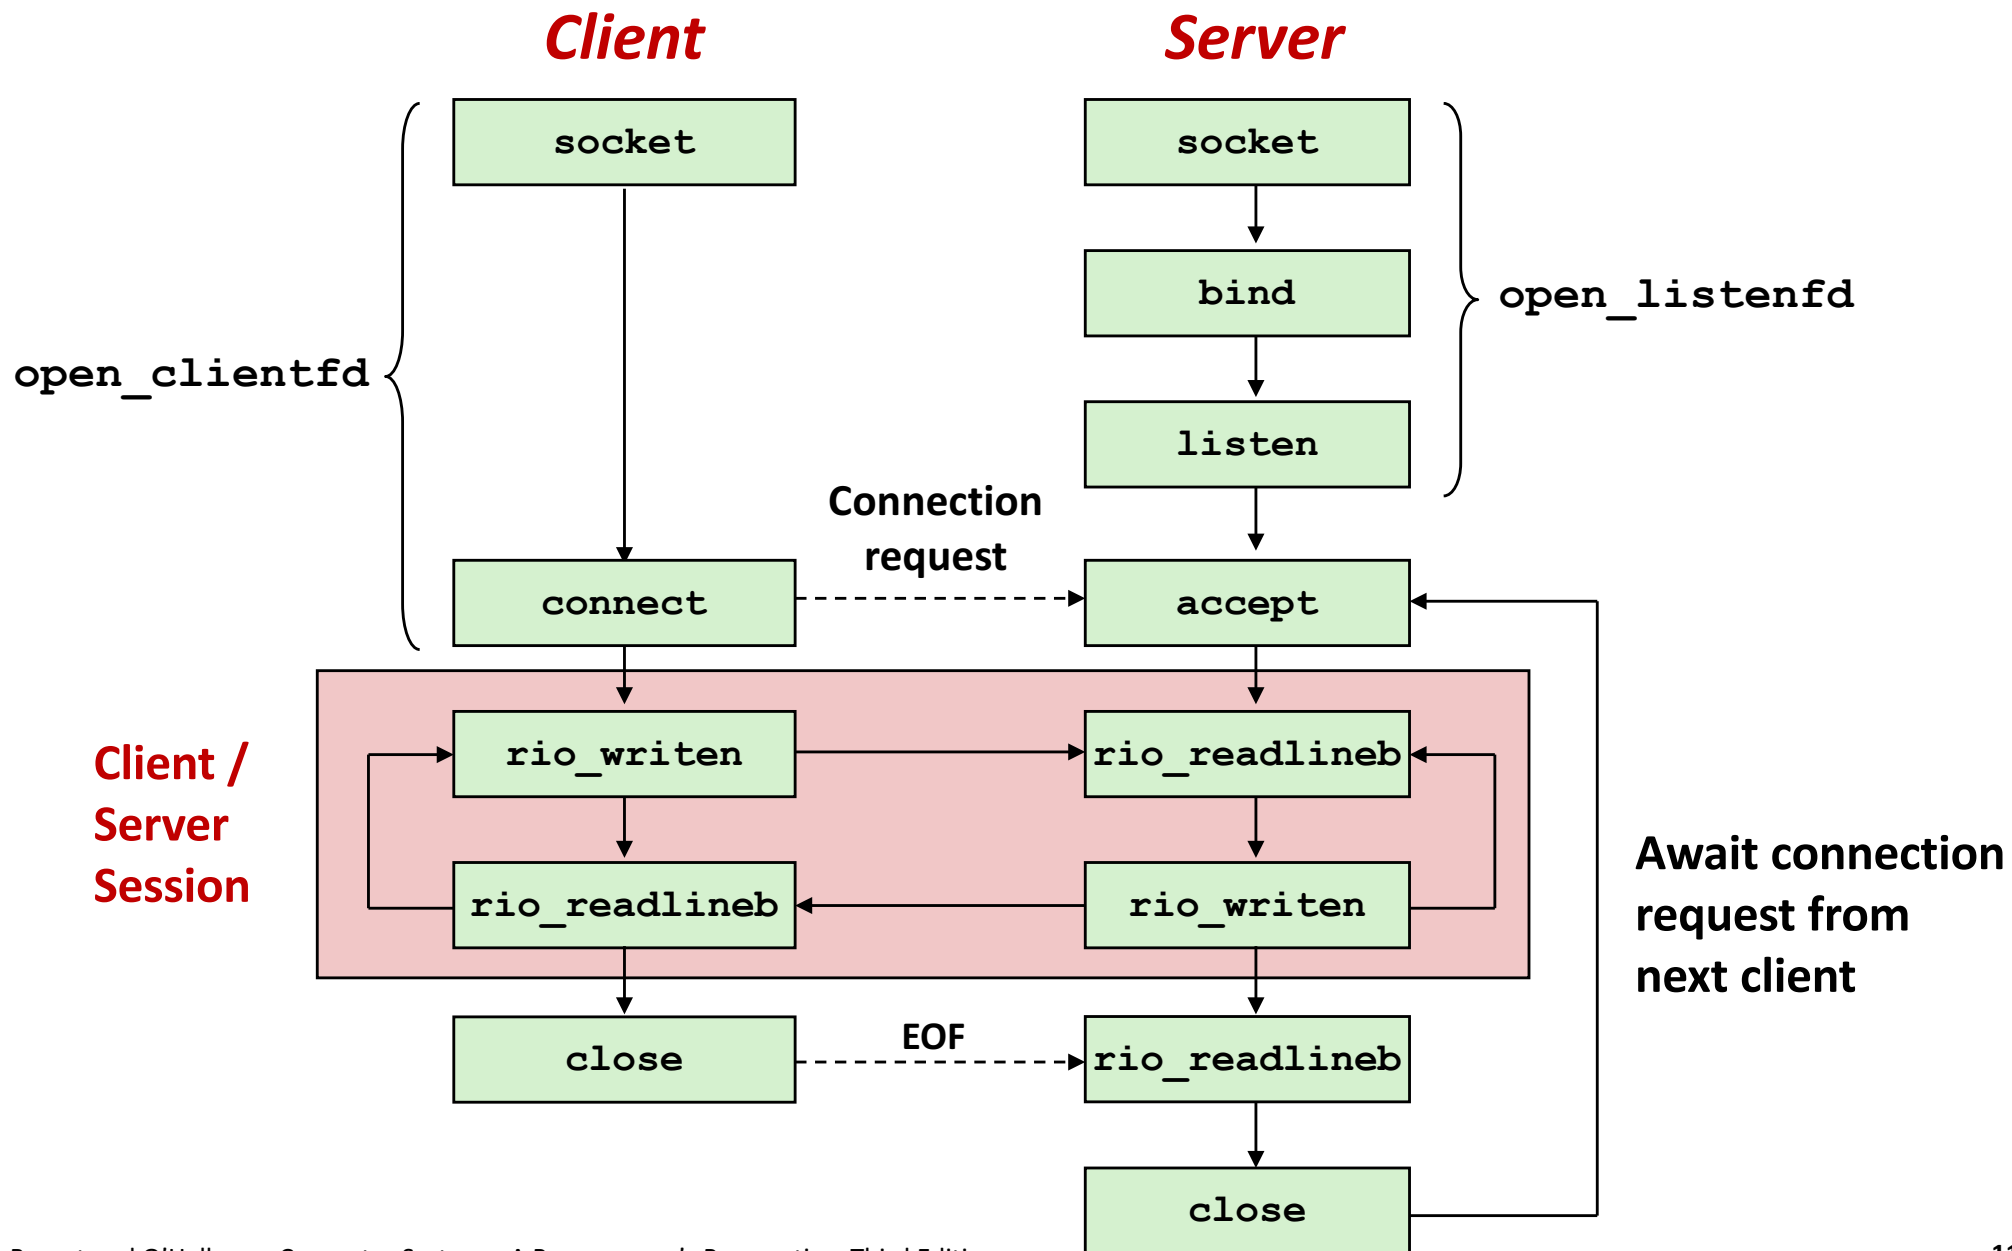 Client
Server
socket
socket
bind
open_listenfd
open_clientfd
listen
Connection
request
connect
accept
Client /
Server
Session
rio_writen
rio_readlineb
rio_readlineb
rio_writen
Await connection
request from
next client
close
EOF
rio_readlineb
close